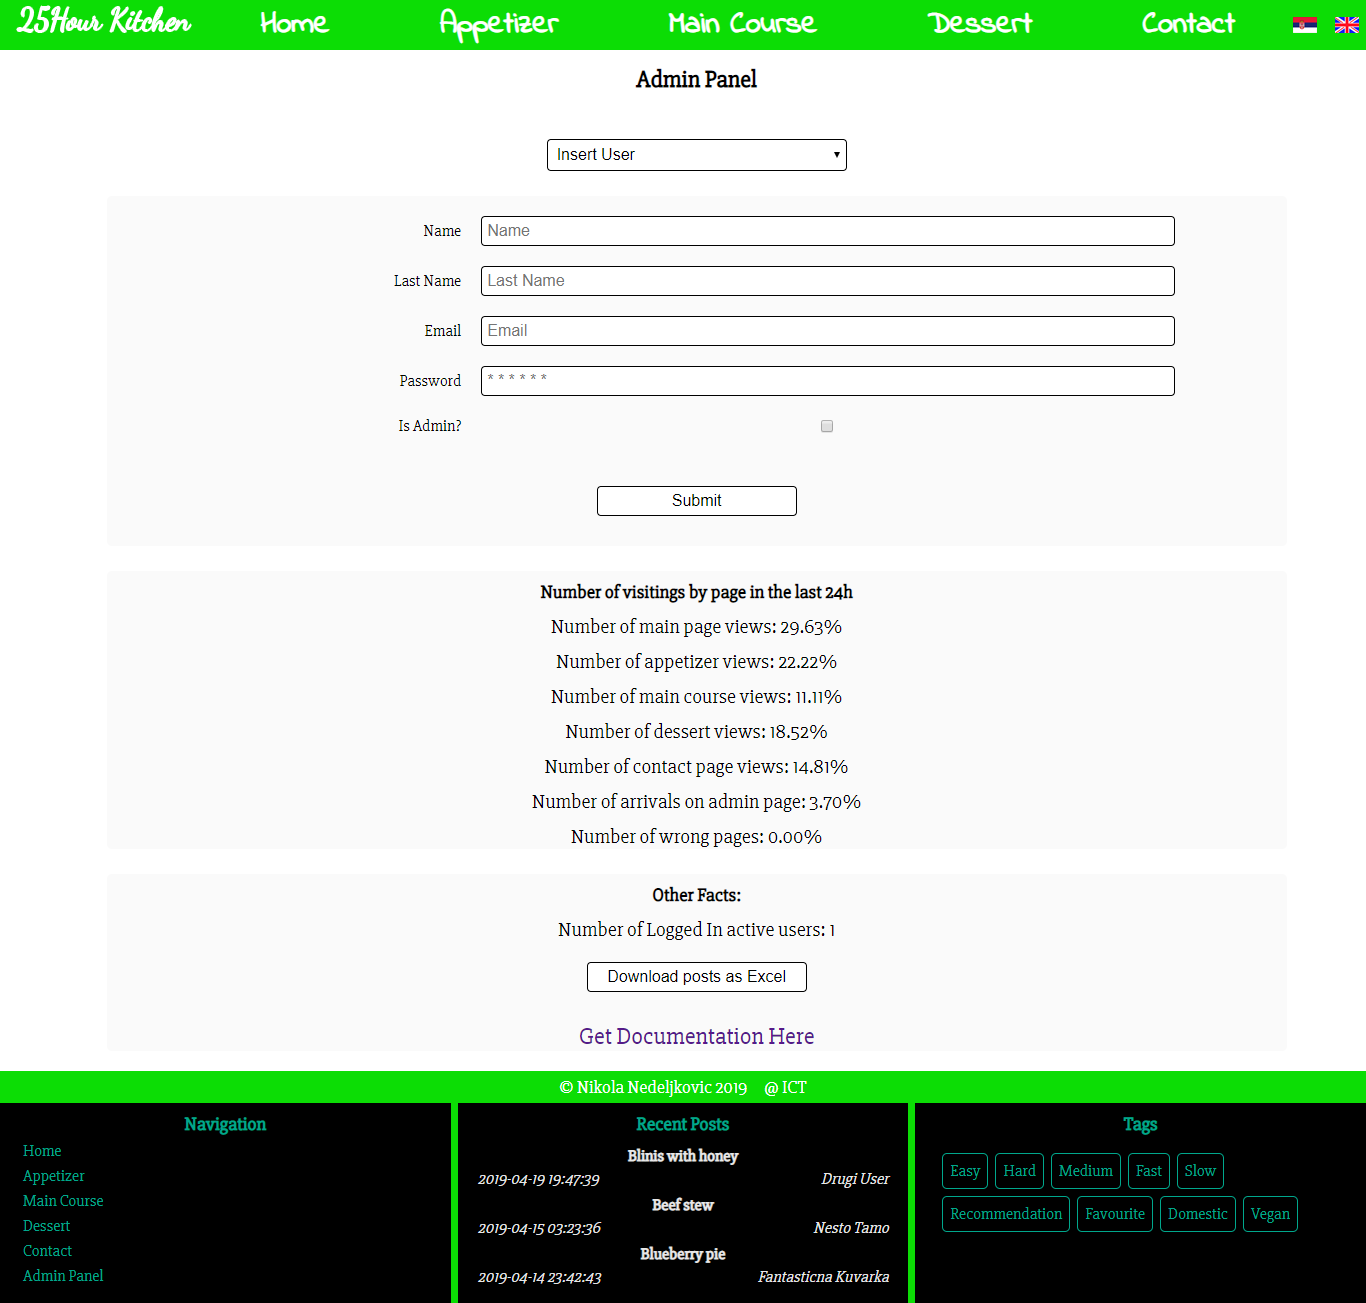 25Hour Kitchen Home Appetizer Main Course Dessert Contact
Admin Panel
Insert User
Name Name
Last Name Last Name
Email Email
Password ******
Is Admin?
Submit
Number of visitings by page in the last 24h
Number of main page views: 29.63%
Number of appetizer views: 22.22%
Number of main course views: 11.11%
Number of dessert views: 18.52%
Number of contact page views: 14.81%
Number of arrivals on admin page: 3.70%
Number of wrong pages: 0.00%
Other Facts:
Number of Logged In active users: 1
Download posts as Excel
Get Documentation Here
© Nikola Nedeljkovic 2019 @ ICT
Navigation
Home
Appetizer
Main Course
Dessert
Contact
Admin Panel
Recent Posts
Blinis with honey
2019-04-19 19:47:39 Drugi User
Beef stew
2019-04-15 03:23:36 Nesto Tamo
Blueberry pie
2019-04-14 23:42:43 Fantasticna Kuvarka
Tags
Easy Hard Medium Fast Slow
Recommendation Favourite Domestic Vegan